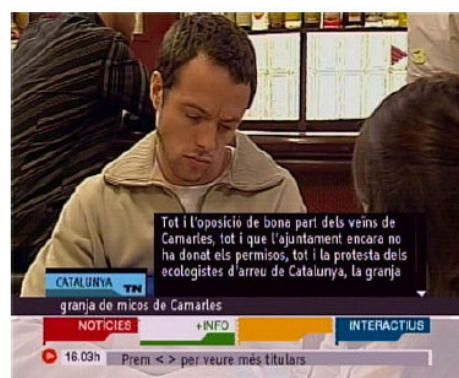 Tot i l'oposició de bona part dels veïns de
Camarles, tot i que l'ajuntament encara no
ha donat els permisos, tot i la protesta dels
ecologistes d'arreu de Catalunya, la granja
CATALUNYA TN
granja de micos de Camarles
NOTÍCIES +INFO INTERACTIUS
16.03h Prem < > per veure més titulars